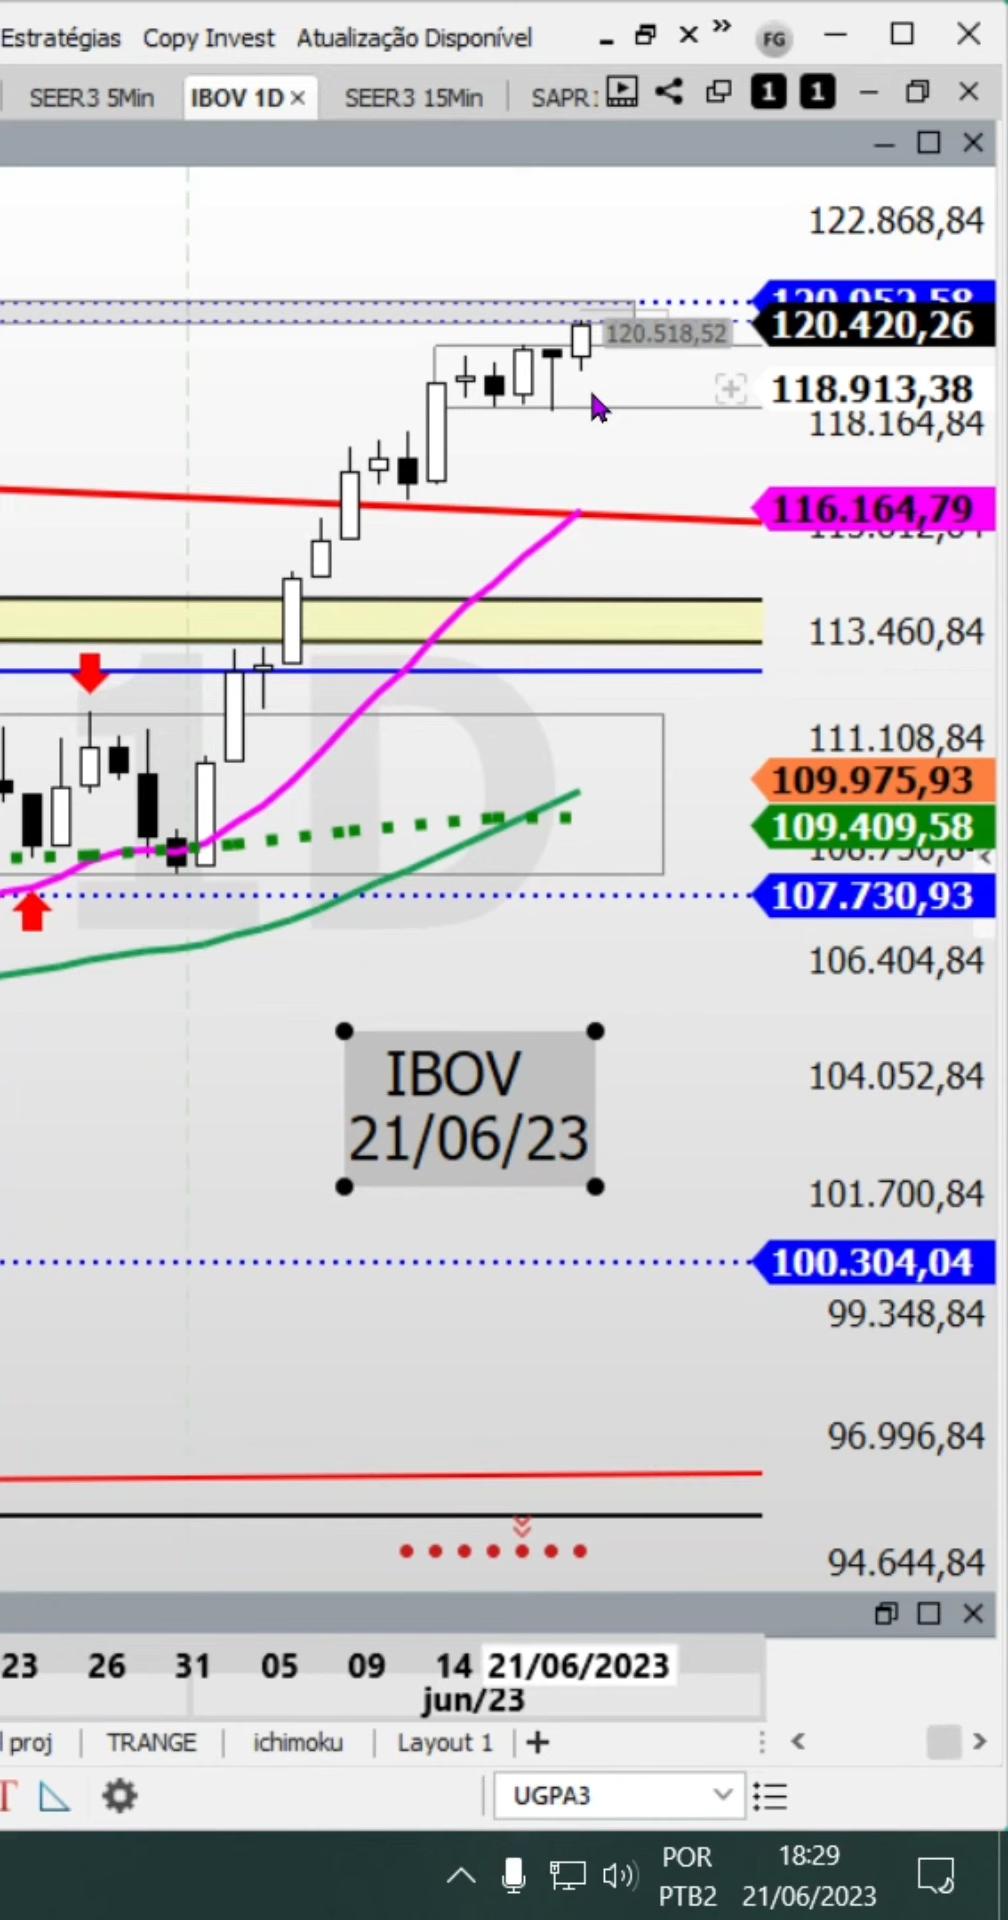 Estratégias Copy Invest Atualização Disponível FG
SEER3 5Min IBOV 1D SEER3 15Min SAPR1 1 1
122.868,84
120.952,58
120.420,26
120.518,52
118.913,38
118.164,84
116.164,79
113.460,84
1D
111.108,84
109.975,93
109.409,58
107.730,93
106.404,84
IBOV
104.052,84
21/06/23
101.700,84
100.304,04
99.348,84
96.996,84
94.644,84
23 26 31 05 09 14 21/06/2023
jun/23
proj TRANGE ichimoku Layout 1 +
T UGPA3
POR 18:29
PTB2 21/06/2023